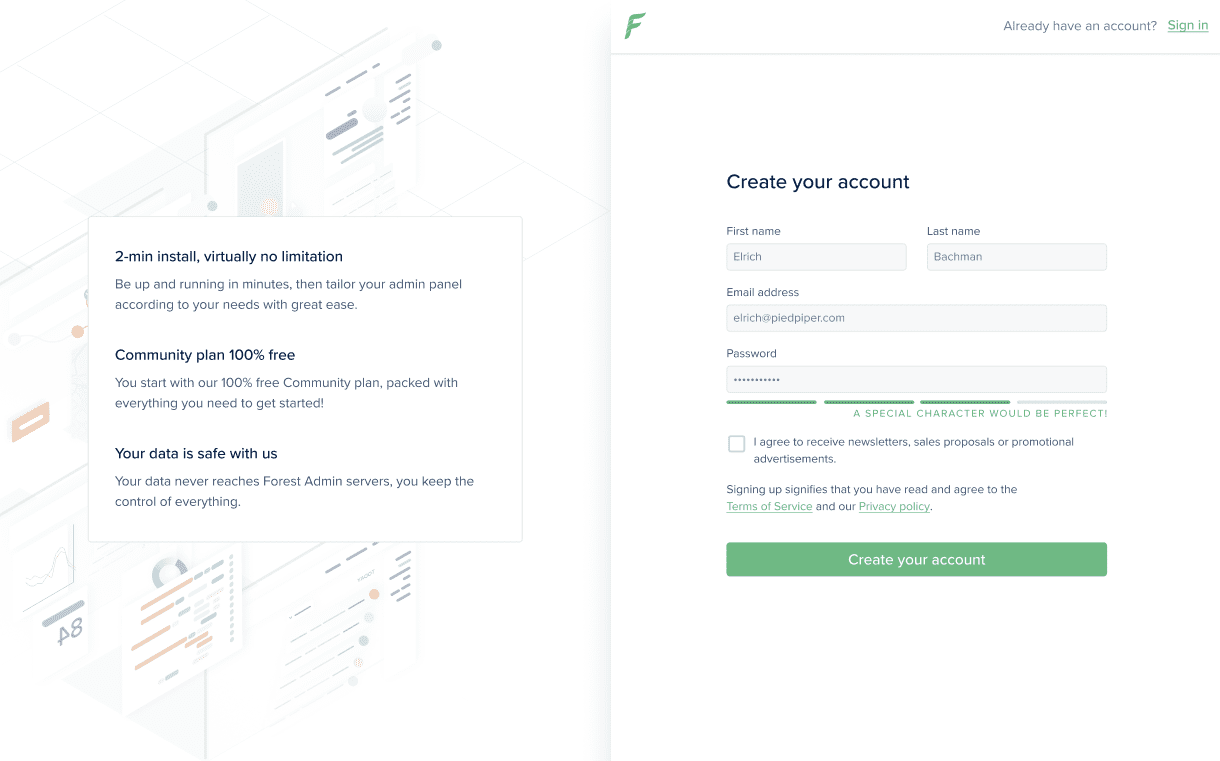 Already have an account? Sign in
2-min install, virtually no limitation
Be up and running in minutes, then tailor your admin panel
according to your needs with great ease.
Community plan 100% free
You start with our 100% free Community plan, packed with
everything you need to get started!
Your data is safe with us
Your data never reaches Forest Admin servers, you keep the
control of everything.
84
Create your account
First name
Last name
Elrich
Bachman
Email address
elrich@piedpiper.com
Password
•••••••••••
A SPECIAL CHARACTER WOULD BE PERFECT!
I agree to receive newsletters, sales proposals or promotional
advertisements.
Signing up signifies that you have read and agree to the
Terms of Service and our Privacy policy.
Create your account